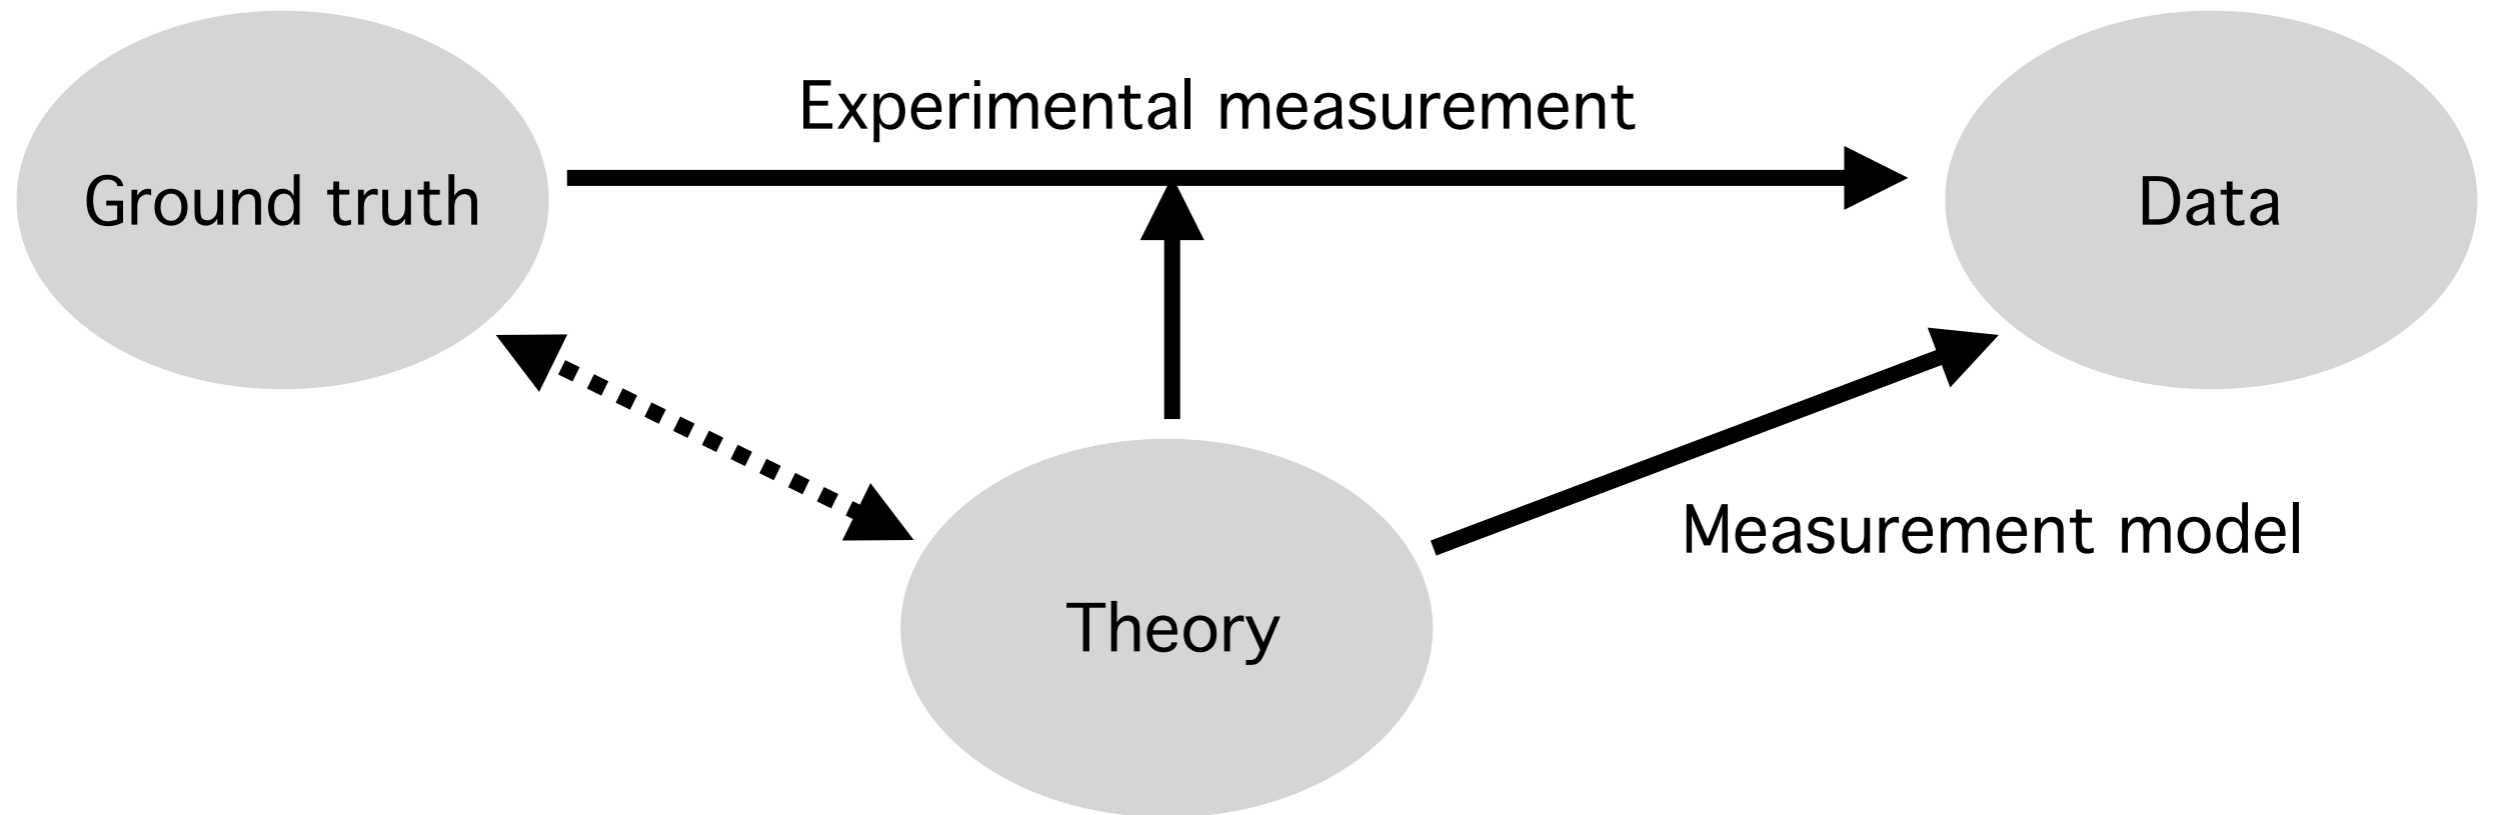 Experimental measurement
Ground truth
Data
Measurement model
Theory